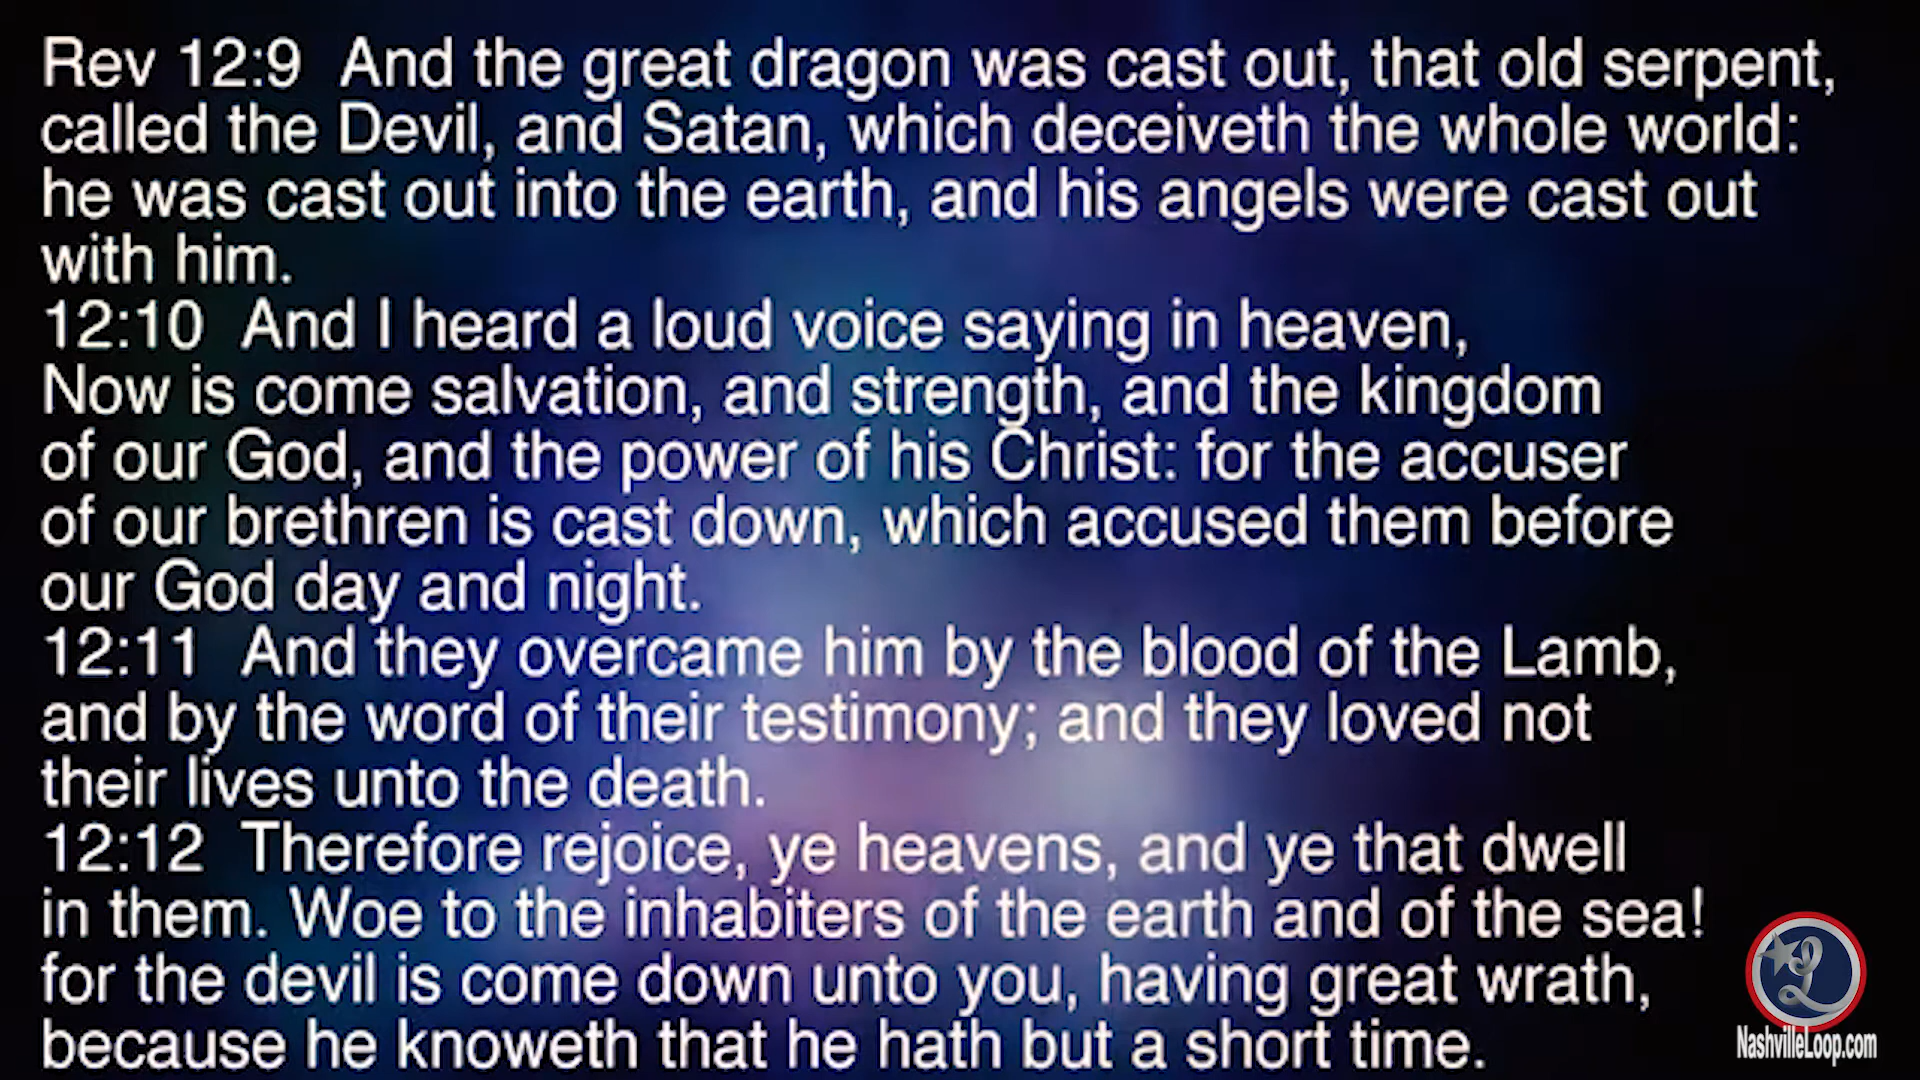 Rev 12:9 And the great dragon was cast out, that old serpent,
called the Devil, and Satan, which deceiveth the whole world:
he was cast out into the earth, and his angels were cast out
with him.
12:10 And I heard a loud voice saying in heaven,
Now is come salvation, and strength, and the kingdom
of our God, and the power of his Christ: for the accuser
of our brethren is cast down, which accused them before
our God day and night.
12:11 And they overcame him by the blood of the Lamb,
and by the word of their testimony; and they loved not
their lives unto the death.
12:12 Therefore rejoice, ye heavens, and ye that dwell
in them. Woe to the inhabiters of the earth and of the sea!
for the devil is come down unto you, having great wrath,
because he knoweth that he hath but a short time.
L
NashvilleLoop.com